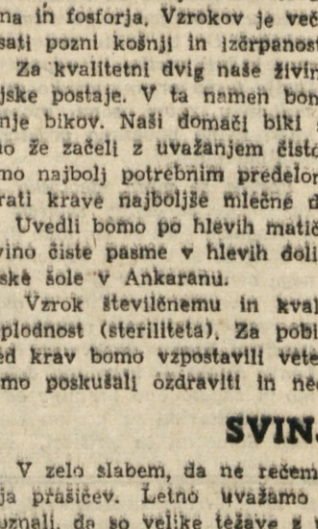 na in fosforja. Vzrokov je več
sati pozni košnji in izčrpanost
Za kvalitetni dvig naše živin
jske postaje. V ta namen bom
nje bikov. Naši domači biki
o že začeli z uvažanjem čisto
mo najbolj potrebnim predelom
rati krave najboljše mlečne d
Uvedli bomo po hlevih matič
vino čiste pasme v hlevih doli
ske šole v Ankaranu.
Vzrok številčnemu in kval
plodnost (steriliteta). Za pobi
ed krav bomo vzpostavili vete
mo poskušali ozdraviti in ne
SVINJ
V zelo slabem, da ne rečem
ja prašičev. Letno uvažamo
oznali, da so velike težave z